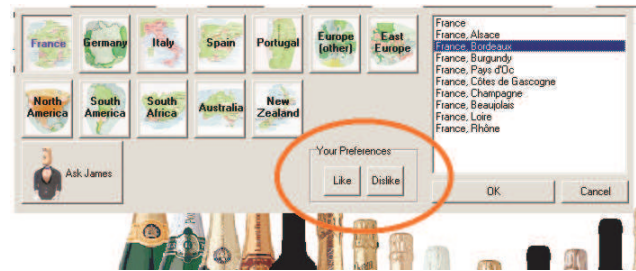 France
Germany
Italy
Spain
Portugal
Europe
(other)
East
Europe
North
America
South
America
South
Africa
Australia
New
Zealand
Ask James
Your Preferences
Like
Dislike
France
France, Alsace
France, Bordeaux
France, Burgundy
France, Pays d'Oc
France, Côtes de Gascogne
France, Champagne
France, Beaujolais
France, Loire
France, Rhône
OK
Cancel